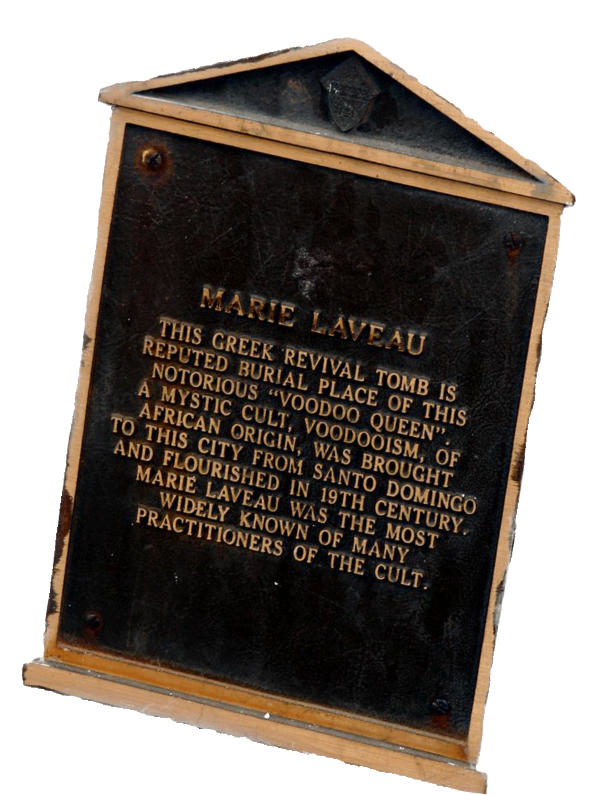 MARIE LAVEAU
THIS GREEK REVIVAL TOMB IS
REPUTED BURIAL PLACE OF THIS
NOTORIOUS "VOODOO QUEEN".
A MYSTIC CULT, VOODOOISM, OF
AFRICAN ORIGIN, WAS BROUGHT
TO THIS CITY FROM SANTO DOMINGO
AND FLOURISHED IN 19TH CENTURY.
MARIE LAVEAU WAS THE MOST
WIDELY KNOWN OF MANY
PRACTITIONERS OF THE CULT.